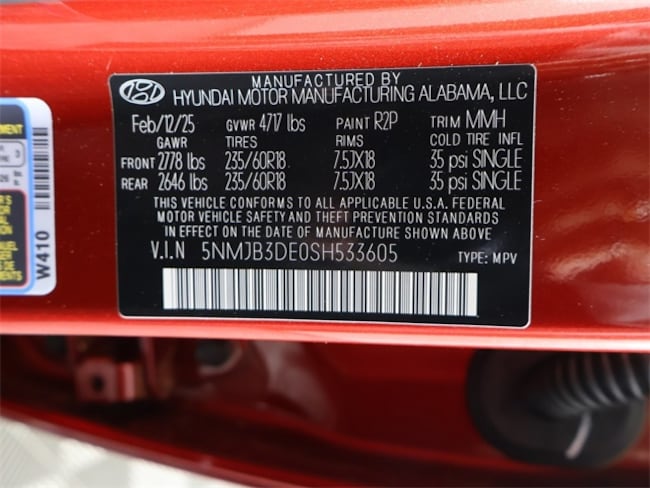 MANUFACTURED BY
HYUNDAI MOTOR MANUFACTURING ALABAMA, LLC
Feb/12/25 GVWR 4717 lbs PAINT R2P TRIM MMH
GAWR TIRES RIMS COLD TIRE INFL
FRONT 2778 lbs 235/60R18 7.5JX18 35 psi SINGLE
REAR 2646 lbs 235/60R18 7.5JX18 35 psi SINGLE
THIS VEHICLE CONFORMS TO ALL APPLICABLE U.S.A. FEDERAL
MOTOR VEHICLE SAFETY AND THEFT PREVENTION STANDARDS
IN EFFECT ON THE DATE OF MANUFACTURE SHOWN ABOVE
V.I.N 5NMJB3DE0SH533605 TYPE: MPV
W410